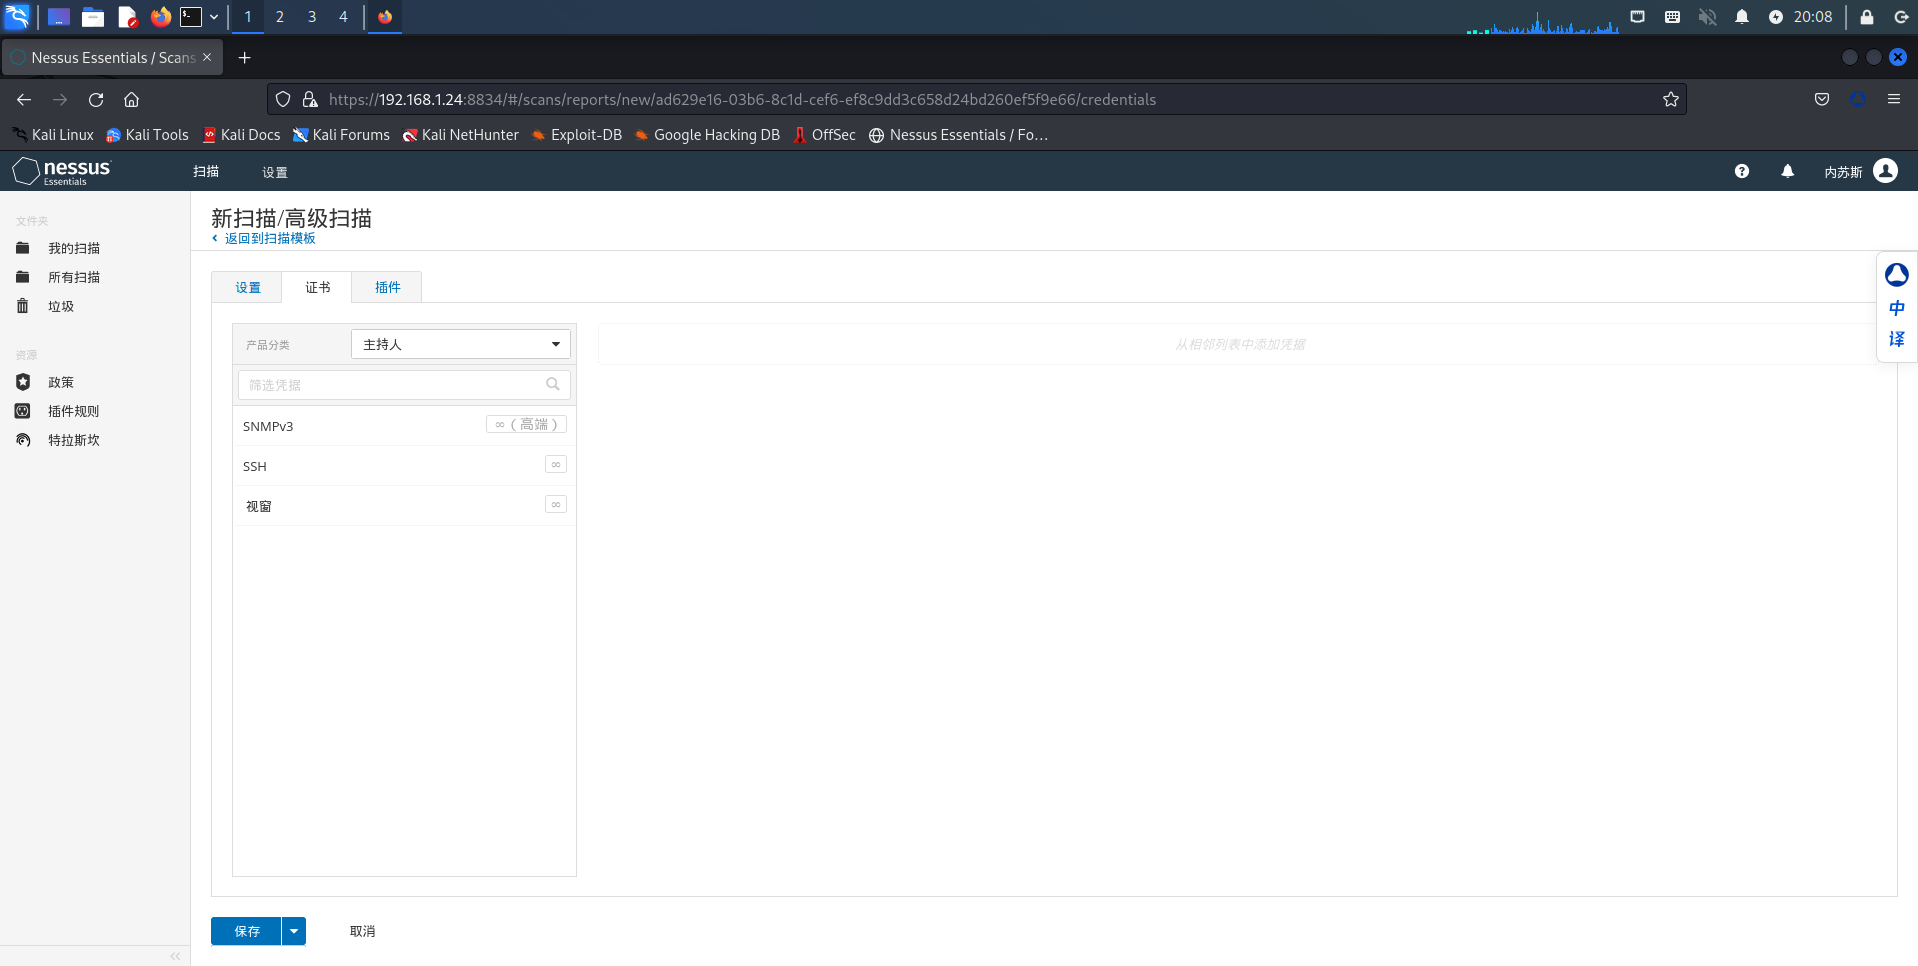 1 2 3 4 20:08
Nessus Essentials / Scans
https://192.168.1.24:8834/#/scans/reports/new/ad629e16-03b6-8c1d-cef6-ef8c9dd3c658d24bd260ef5f9e66/credentials
Kali Linux Kali Tools Kali Docs Kali Forums Kali NetHunter Exploit-DB Google Hacking DB OffSec Nessus Essentials / Fo…
nessus Essentials 扫描 设置 内苏斯
文件夹
我的扫描
所有扫描
垃圾
资源
政策
插件规则
特拉斯坎
新扫描/高级扫描
返回到扫描模板
设置 证书 插件
产品分类 主持人
筛选凭据
SNMPv3 ∞ ( 高端 )
SSH ∞
视窗 ∞
从相邻列表中添加凭据
中
译
保存 取消